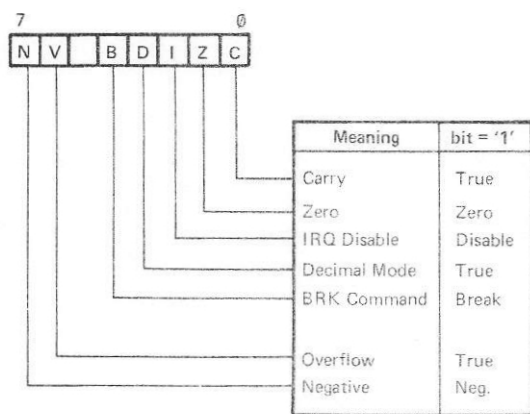 7 0
N V B D I Z C
Meaning bit = '1'
Carry True
Zero Zero
IRQ Disable Disable
Decimal Mode True
BRK Command Break
Overflow True
Negative Neg.